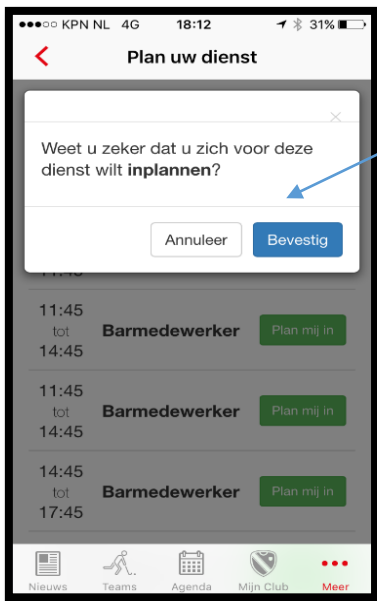 KPN NL 4G 18:12 31%
Plan uw dienst
×
Weet u zeker dat u zich voor deze
dienst wilt inplannen?
Annuleer Bevestig
11:45
tot
14:45
Barmedewerker
Plan mij in
11:45
tot
14:45
Barmedewerker
Plan mij in
14:45
tot
17:45
Barmedewerker
Plan mij in
Nieuws Teams Agenda Mijn Club Meer